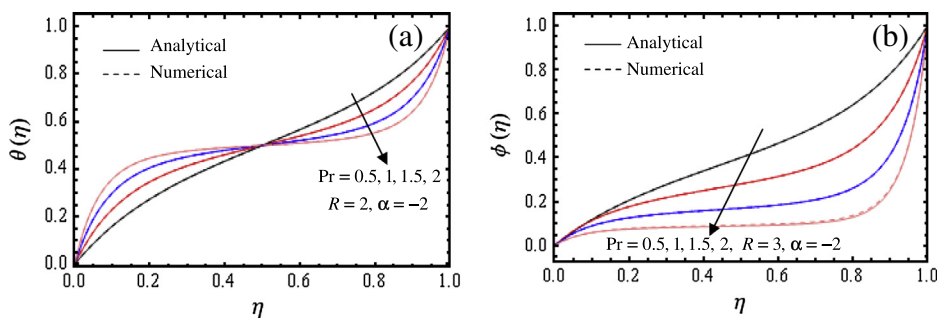 (a)
Analytical
Numerical
Pr = 0.5, 1, 1.5, 2
R = 2, α = −2
θ (η)
1.0
0.8
0.6
0.4
0.2
0.0
0.0 0.2 0.4 0.6 0.8 1.0
η
(b)
Analytical
Numerical
Pr = 0.5, 1, 1.5, 2, R = 3, α = −2
ϕ (η)
1.0
0.8
0.6
0.4
0.2
0.0
0.0 0.2 0.4 0.6 0.8 1.0
η